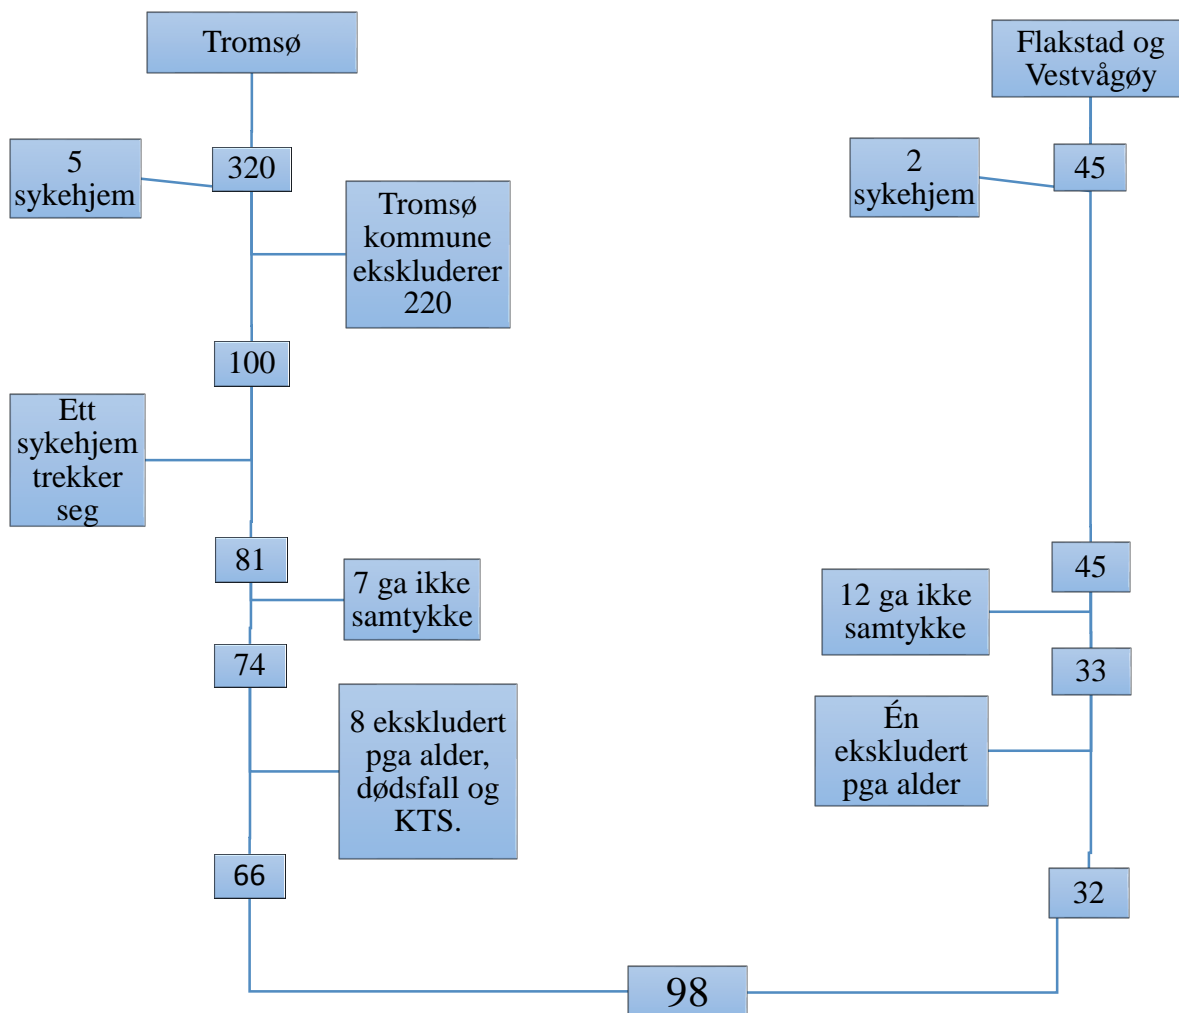 Tromsø
5
sykehjem
320
Tromsø
kommune
ekskluderer
220
100
Ett
sykehjem
trekker
seg
81
7 ga ikke
samtykke
74
8 ekskludert
pga alder,
dødsfall og
KTS.
66
Flakstad og
Vestvågøy
2
sykehjem
45
45
12 ga ikke
samtykke
33
Én
ekskludert
pga alder
32
98